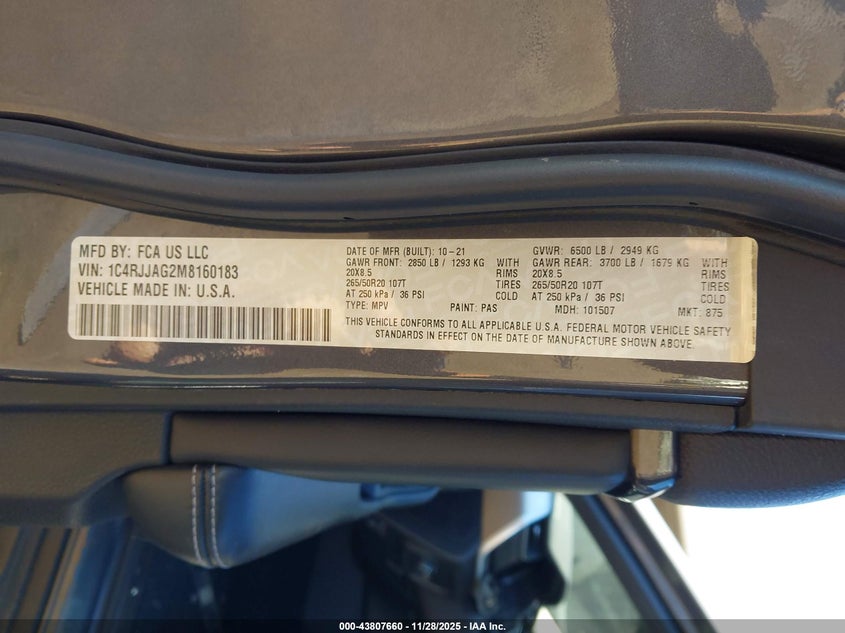 MFD BY: FCA US LLC
VIN: 1C4RJJAG2M8160183
VEHICLE MADE IN: U.S.A.
DATE OF MFR (BUILT): 10-21 GVWR: 6500 LB / 2949 KG
GAWR FRONT: 2850 LB / 1293 KG WITH GAWR REAR: 3700 LB / 1679 KG WITH
20X8.5 RIMS 20X8.5 RIMS
265/50R20 107T TIRES 265/50R20 107T TIRES
AT 250 kPa / 36 PSI COLD AT 250 kPa / 36 PSI COLD
TYPE: MPV PAINT: PAS MDH: 101507 MKT. 875
THIS VEHICLE CONFORMS TO ALL APPLICABLE U.S.A. FEDERAL MOTOR VEHICLE SAFETY
STANDARDS IN EFFECT ON THE DATE OF MANUFACTURE SHOWN ABOVE.
000-43807660 - 11/28/2025 - IAA Inc.